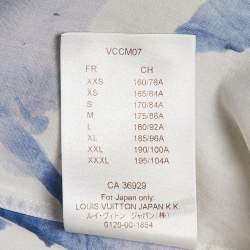 VCCM07
FR CH
XXS 160/76A
XS 165/84A
S 170/84A
M 175/88A
L 180/92A
XL 185/96A
XXL 190/100A
XXXL 195/104A
CA 36929
For Japan only:
LOUIS VUITTON JAPAN K.K.
ルイ・ヴィトン ジャパン(株)
0120-00-1854